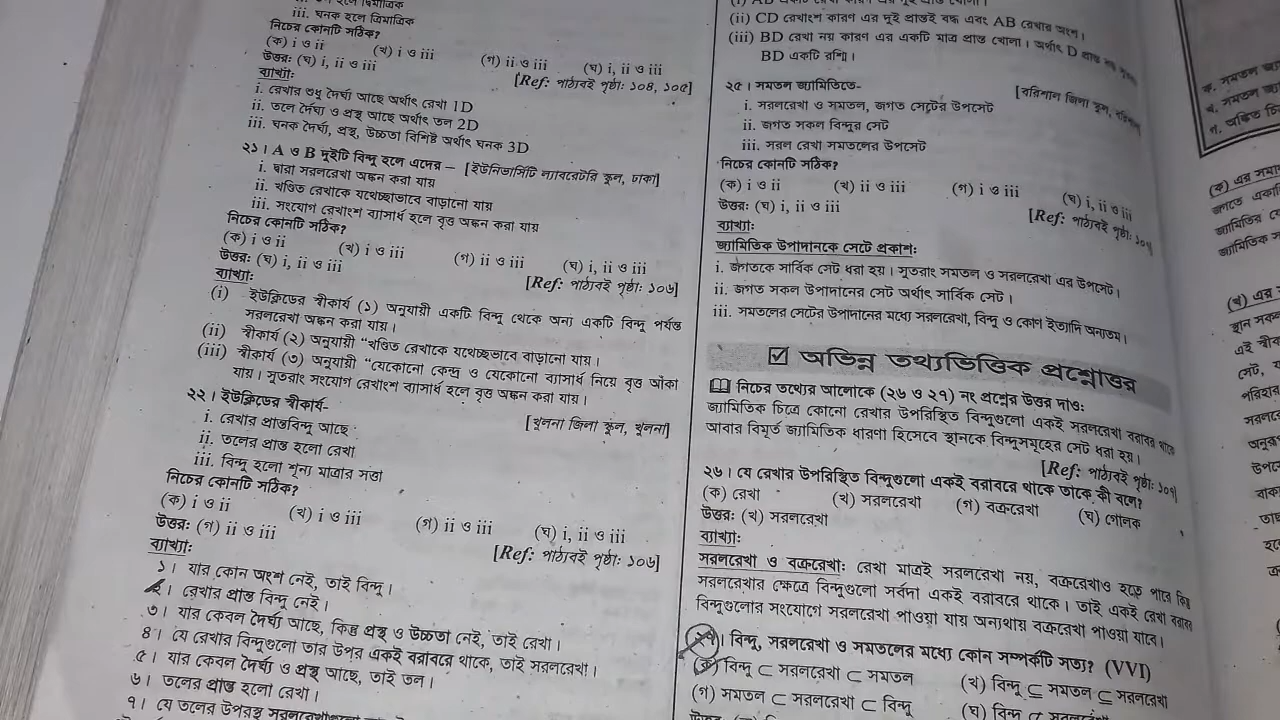 iii. ঘনক হলে ত্রিমাত্রিক
নিচের কোনটি সঠিক?
(ক) i ও ii (খ) i ও iii (গ) ii ও iii (ঘ) i, ii ও iii
উত্তর: (ঘ) i, ii ও iii [Ref: পাঠ্যবই পৃষ্ঠা: ১০৪, ১০৫]
ব্যাখ্যা:
i. রেখার শুধু দৈর্ঘ্য আছে অর্থাৎ রেখা 1D
ii. তলে দৈর্ঘ্য ও প্রস্থ আছে অর্থাৎ তল 2D
iii. ঘনক দৈর্ঘ্য, প্রস্থ, উচ্চতা বিশিষ্ট অর্থাৎ ঘনক 3D
২১। A ও B দুইটি বিন্দু হলে এদের – [ইউনিভার্সিটি ল্যাবরেটরি স্কুল, ঢাকা]
i. দ্বারা সরলরেখা অঙ্কন করা যায়
ii. খণ্ডিত রেখাকে যথেচ্ছাভাবে বাড়ানো যায়
iii. সংযোগ রেখাংশ ব্যাসার্ধ হলে বৃত্ত অঙ্কন করা যায়
নিচের কোনটি সঠিক?
(ক) i ও ii (খ) i ও iii (গ) ii ও iii (ঘ) i, ii ও iii
উত্তর: (ঘ) i, ii ও iii [Ref: পাঠ্যবই পৃষ্ঠা: ১০৬]
ব্যাখ্যা:
(i) ইউক্লিডের স্বীকার্য (১) অনুযায়ী একটি বিন্দু থেকে অন্য একটি বিন্দু পর্যন্ত
সরলরেখা অঙ্কন করা যায়।
(ii) স্বীকার্য (২) অনুযায়ী “খণ্ডিত রেখাকে যথেচ্ছভাবে বাড়ানো যায়।
(iii) স্বীকার্য (৩) অনুযায়ী “যেকোনো কেন্দ্র ও যেকোনো ব্যাসার্ধ নিয়ে বৃত্ত আঁকা
যায়। সুতরাং সংযোগ রেখাংশ ব্যাসার্ধ হলে বৃত্ত অঙ্কন করা যায়।
২২। ইউক্লিডের স্বীকার্য- [খুলনা জিলা স্কুল, খুলনা]
i. রেখার প্রান্তবিন্দু আছে
ii. তলের প্রান্ত হলো রেখা
iii. বিন্দু হলো শূন্য মাত্রার সত্তা
নিচের কোনটি সঠিক?
(ক) i ও ii (খ) i ও iii (গ) ii ও iii (ঘ) i, ii ও iii
উত্তর: (গ) ii ও iii [Ref: পাঠ্যবই পৃষ্ঠা: ১০৬]
ব্যাখ্যা:
১। যার কোন অংশ নেই, তাই বিন্দু।
২। রেখার প্রান্ত বিন্দু নেই।
৩। যার কেবল দৈর্ঘ্য আছে, কিন্তু প্রস্থ ও উচ্চতা নেই, তাই রেখা।
৪। যে রেখার বিন্দুগুলো তার উপর একই বরাবরে থাকে, তাই সরলরেখা।
৫। যার কেবল দৈর্ঘ্য ও প্রস্থ আছে, তাই তল।
৬। তলের প্রান্ত হলো রেখা।
৭। যে তলের উপরস্থ
(ii) CD রেখাংশ কারণ এর দুই প্রান্তই বদ্ধ এবং AB রেখার অংশ।
(iii) BD রেখা নয় কারণ এর একটি মাত্র প্রান্ত খোলা। অর্থাৎ D প্রান্ত
BD একটি রশ্মি।
২৫। সমতল জ্যামিতিতে- [বরিশাল জিলা স্কুল, বরিশাল]
i. সরলরেখা ও সমতল, জগত সেটের উপসেট
ii. জগত সকল বিন্দুর সেট
iii. সরল রেখা সমতলের উপসেট
নিচের কোনটি সঠিক?
(ক) i ও ii (খ) ii ও iii (গ) i ও iii (ঘ) i, ii ও iii
উত্তর: (ঘ) i, ii ও iii [Ref: পাঠ্যবই পৃষ্ঠা:
ব্যাখ্যা:
জ্যামিতিক উপাদানকে সেটে প্রকাশ:
i. জগতকে সার্বিক সেট ধরা হয়। সুতরাং সমতল ও সরলরেখা এর উপসেট।
ii. জগত সকল উপাদানের সেট অর্থাৎ সার্বিক সেট।
iii. সমতলের সেটের উপাদানের মধ্যে সরলরেখা, বিন্দু ও কোণ ইত্যাদি অন্যতম।
অভিন্ন তথ্যভিত্তিক প্রশ্নোত্তর
নিচের তথ্যের আলোকে (২৬ ও ২৭) নং প্রশ্নের উত্তর দাও:
জ্যামিতিক চিত্রে কোনো রেখার উপরিস্থিত বিন্দুগুলো একই সরলরেখা বরাবর থাকে
আবার বিমূর্ত জ্যামিতিক ধারণা হিসেবে স্থানকে বিন্দুসমূহের সেট ধরা হয়।
[Ref: পাঠ্যবই পৃষ্ঠা: ১০৭]
২৬। যে রেখার উপরিস্থিত বিন্দুগুলো একই বরাবরে থাকে তাকে কী বলে?
(ক) রেখা (খ) সরলরেখা (গ) বক্ররেখা (ঘ) গোলক
উত্তর: (খ) সরলরেখা
ব্যাখ্যা:
সরলরেখা ও বক্ররেখা: রেখা মাত্রই সরলরেখা নয়, বক্ররেখাও হতে পারে কিন্তু
সরলরেখার ক্ষেত্রে বিন্দুগুলো সর্বদা একই বরাবরে থাকে। তাই একই রেখা বরাবর
বিন্দুগুলোর সংযোগে সরলরেখা পাওয়া যায় অন্যথায় বক্ররেখা পাওয়া যাবে।
২৭। বিন্দু, সরলরেখা ও সমতলের মধ্যে কোন সম্পর্কটি সত্য? (VVI)
(ক) বিন্দু ⊂ সরলরেখা ⊂ সমতল (খ) বিন্দু ⊆ সমতল ⊆ সরলরেখা
(গ) সমতল ⊂ সরলরেখা ⊂ বিন্দু (ঘ) বিন্দু